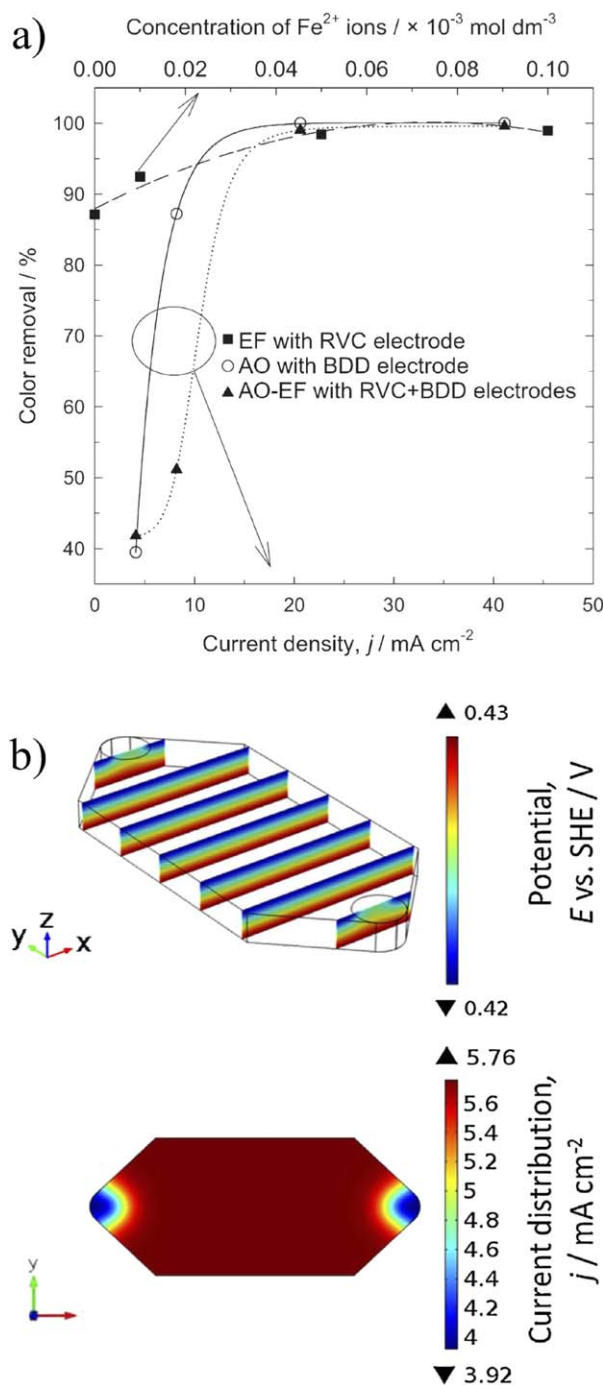 a)
Concentration of Fe²⁺ ions / × 10⁻³ mol dm⁻³
0.00 0.02 0.04 0.06 0.08 0.10
100
90
80
70
60
50
40
Color removal / %
EF with RVC electrode
AO with BDD electrode
AO-EF with RVC+BDD electrodes
0 10 20 30 40 50
Current density, j / mA cm⁻²
b)
0.43
Potential,
E vs. SHE / V
0.42
z
y
x
5.76
5.6
5.4
5.2
5
4.8
4.6
4.4
4.2
4
3.92
Current distribution,
j / mA cm⁻²
y